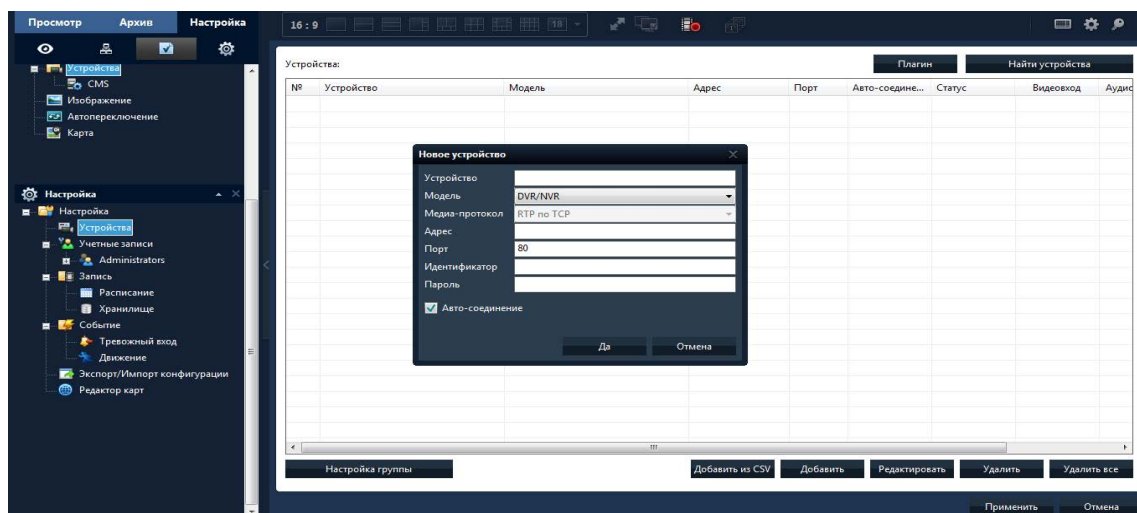 Просмотр Архив Настройка
16 : 9
18
Устройства
CMS
Изображение
Автопереключение
Карта
Настройка
Настройка
Устройства
Учетные записи
Administrators
Запись
Расписание
Хранилище
Событие
Тревожный вход
Движение
Экспорт/Импорт конфигурации
Редактор карт
Устройства:
Плагин
Найти устройства
№ Устройство Модель Адрес Порт Авто-соедине... Статус Видеовход Аудио
Новое устройство
Устройство
Модель DVR/NVR
Медиа-протокол RTP по TCP
Адрес
Порт 80
Идентификатор
Пароль
Авто-соединение
Да Отмена
Настройка группы
Добавить из CSV Добавить Редактировать Удалить Удалить все
Применить Отмена